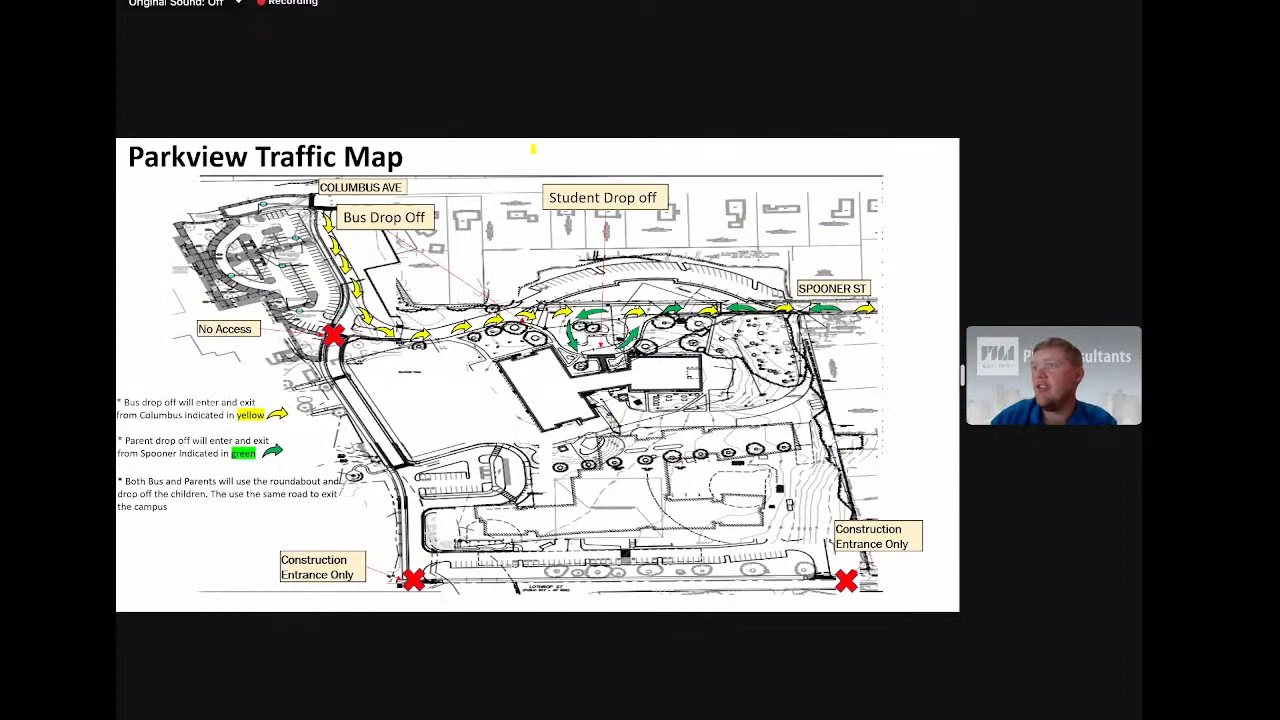 Original Sound: Off
Recording
Parkview Traffic Map
COLUMBUS AVE
Student Drop off
Bus Drop Off
SPOONER ST
No Access
* Bus drop off will enter and exit
from Columbus indicated in yellow
* Parent drop off will enter and exit
from Spooner Indicated in green
* Both Bus and Parents will use the roundabout and
drop off the children. The use the same road to exit
the campus
Construction
Entrance Only
Construction
Entrance Only
LOTHROP ST